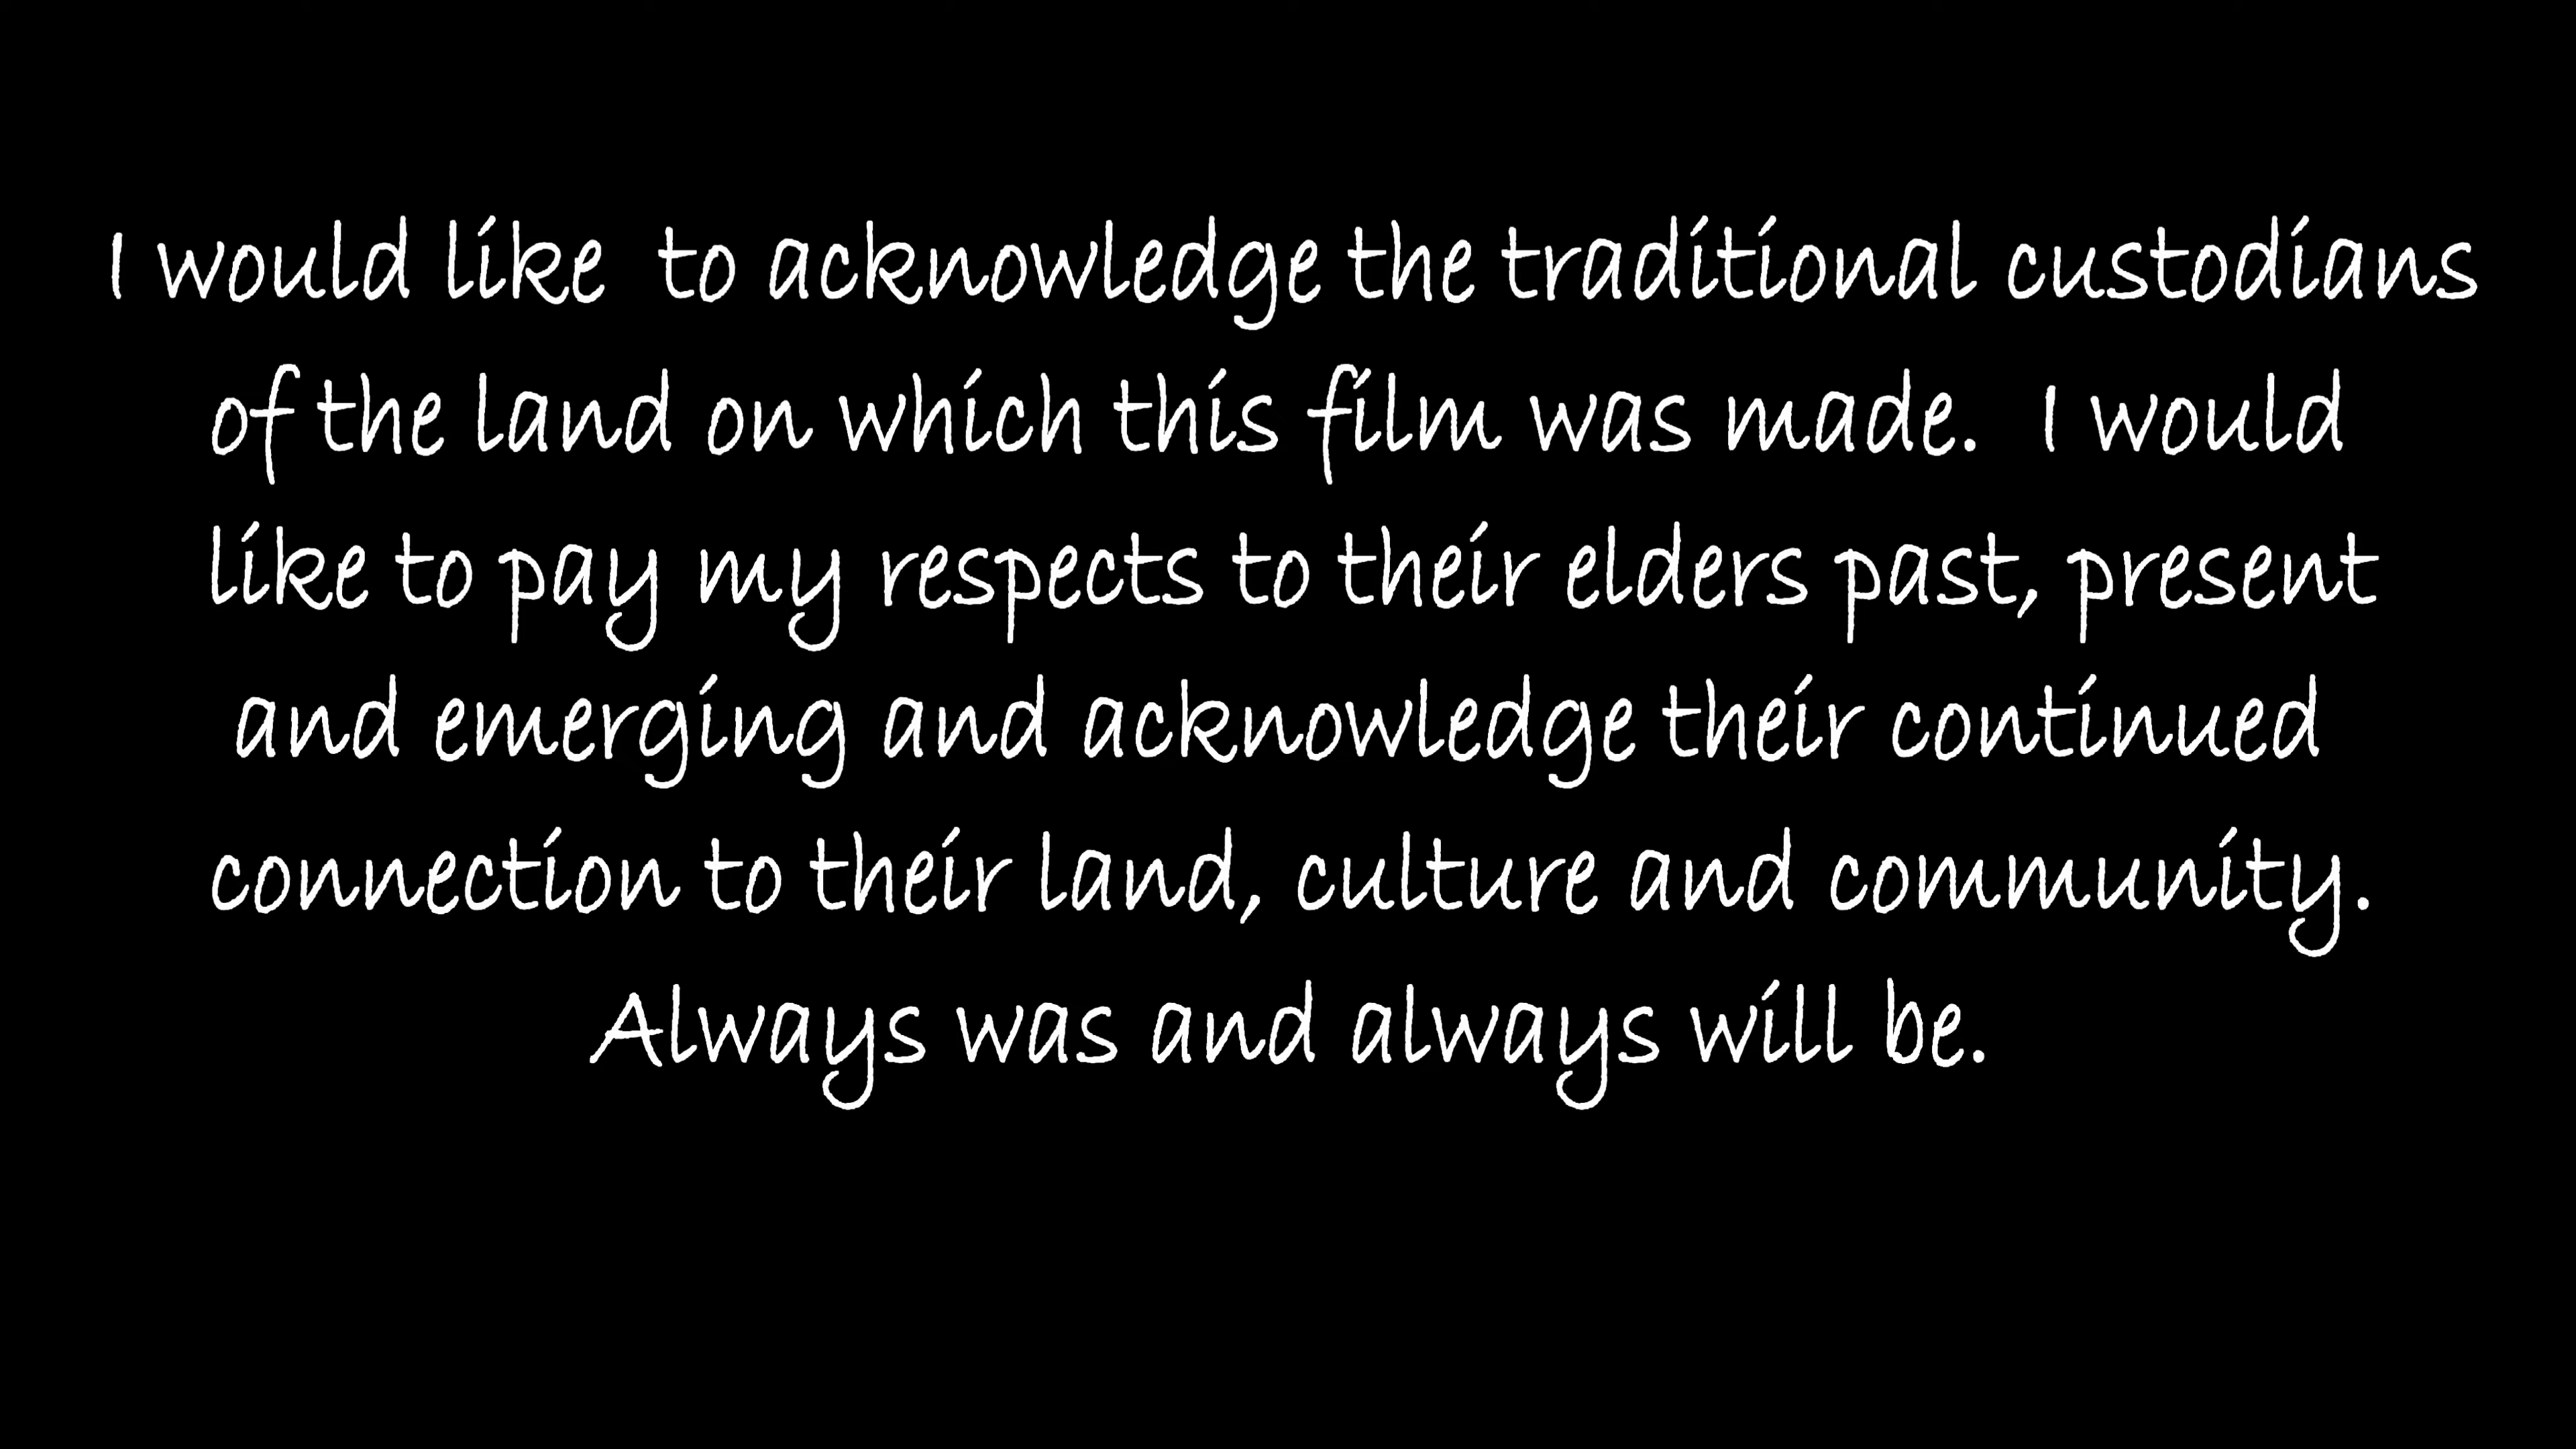 I would like  to acknowledge the traditional custodians
of the land on which this film was made.  I would
like to pay my respects to their elders past, present
and emerging and acknowledge their continued
connection to their land, culture and community.
Always was and always will be.